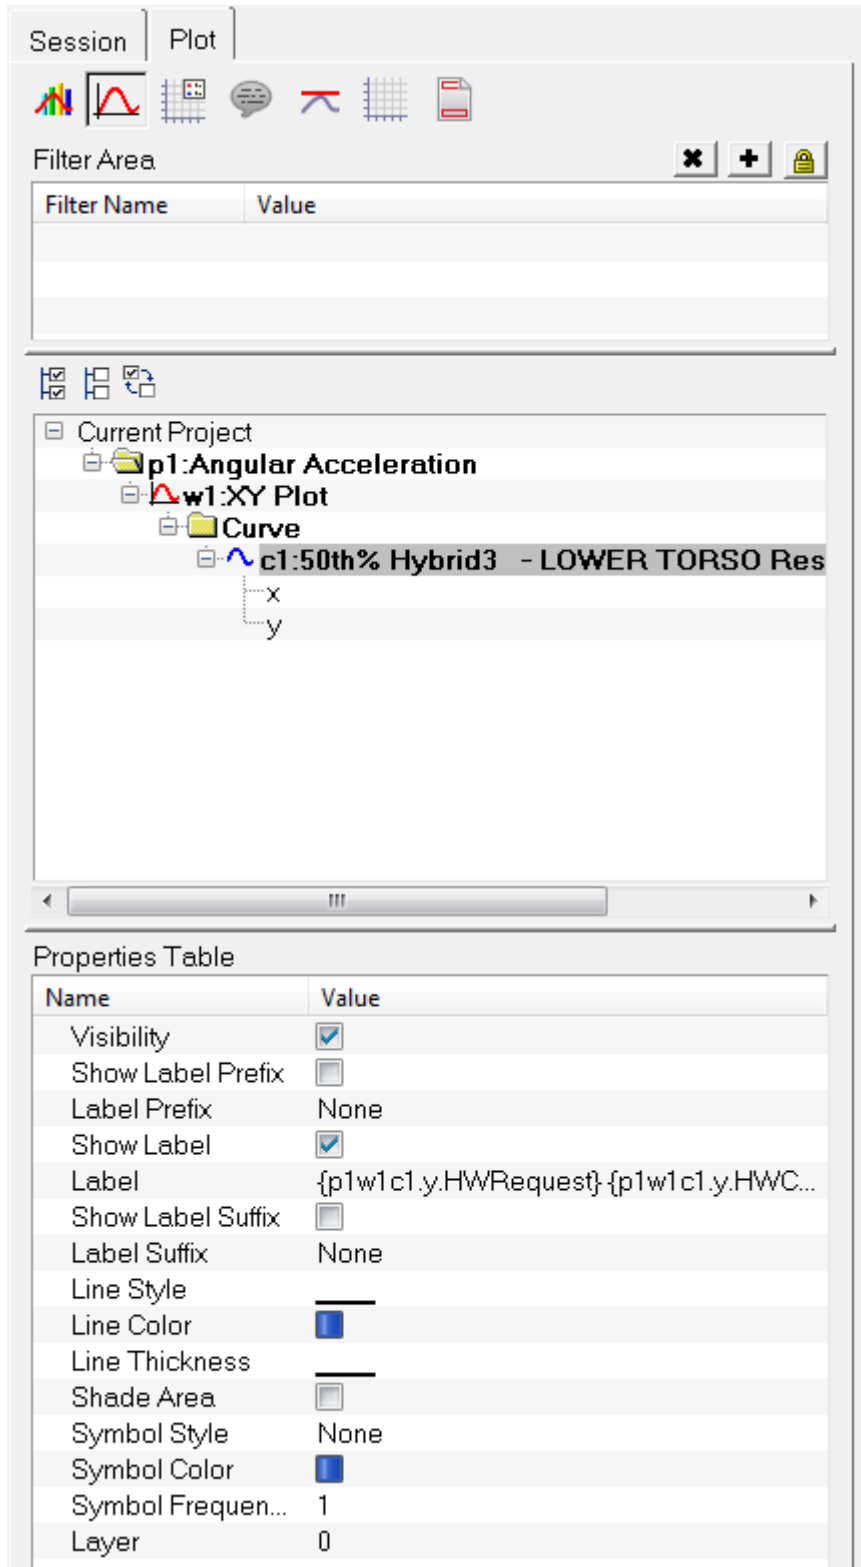 Session Plot
Filter Area
Filter Name Value
Current Project
p1:Angular Acceleration
w1:XY Plot
Curve
c1:50th% Hybrid3 - LOWER TORSO Res
x
y
Properties Table
Name Value
Visibility
Show Label Prefix
Label Prefix None
Show Label
Label {p1w1c1.y.HWRequest} {p1w1c1.y.HWC...
Show Label Suffix
Label Suffix None
Line Style
Line Color
Line Thickness
Shade Area
Symbol Style None
Symbol Color
Symbol Frequen... 1
Layer 0